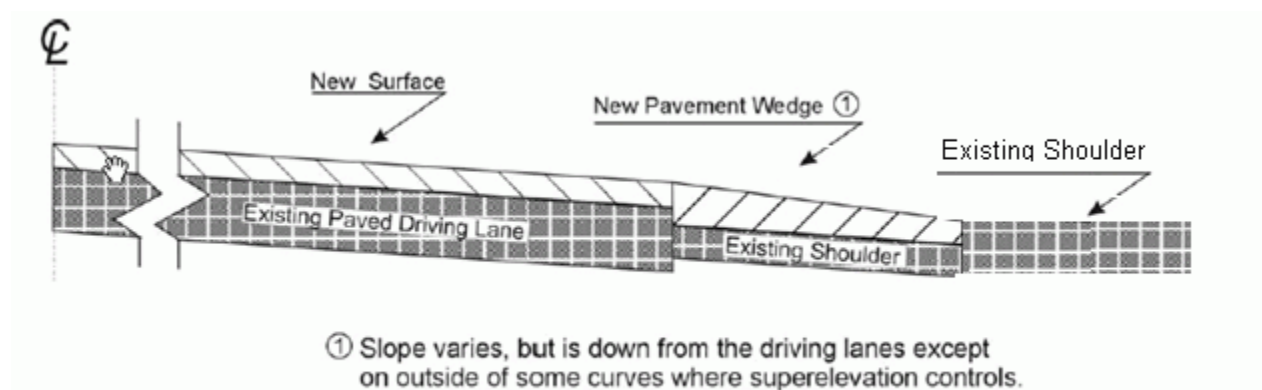 ℄
New Surface
New Pavement Wedge ①
Existing Shoulder
Existing Paved Driving Lane
Existing Shoulder
① Slope varies, but is down from the driving lanes except
on outside of some curves where superelevation controls.